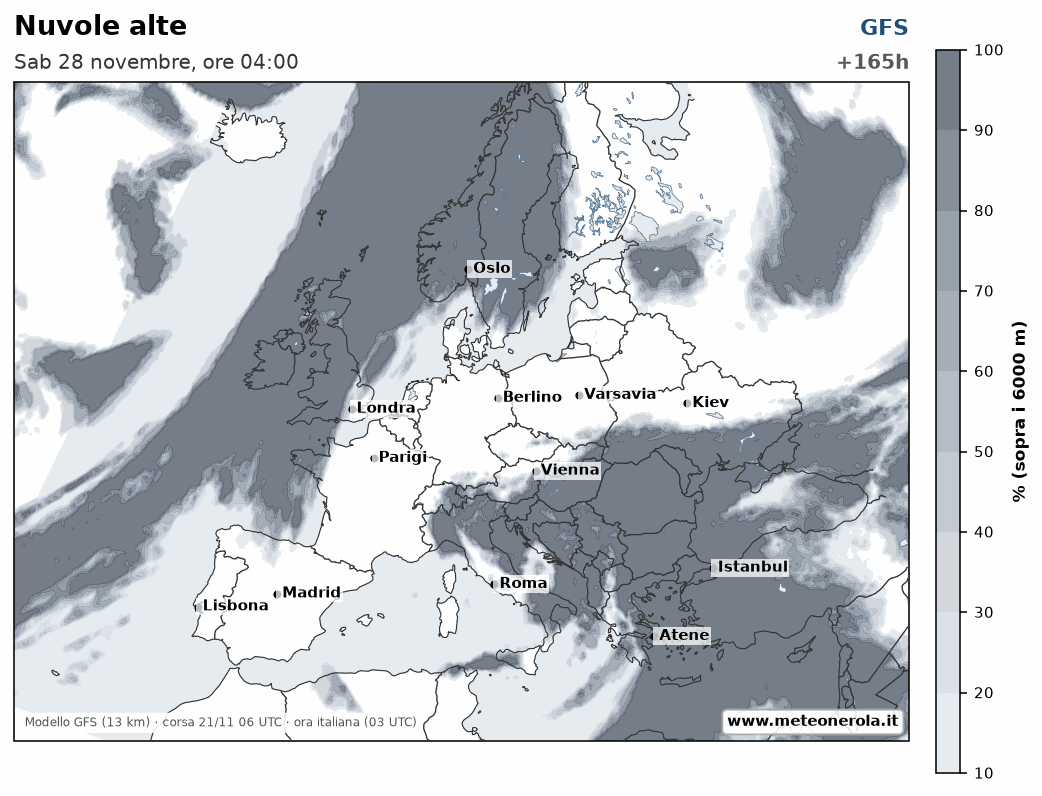 Nuvole alte
GFS
Sab 28 novembre, ore 04:00
+165h
100
90
80
70
60
50
40
30
20
10
% (sopra i 6000 m)
Oslo
Londra
Berlino
Varsavia
Kiev
Parigi
Vienna
Istanbul
Roma
Madrid
Lisbona
Atene
Modello GFS (13 km) · corsa 21/11 06 UTC · ora italiana (03 UTC)
www.meteonerola.it